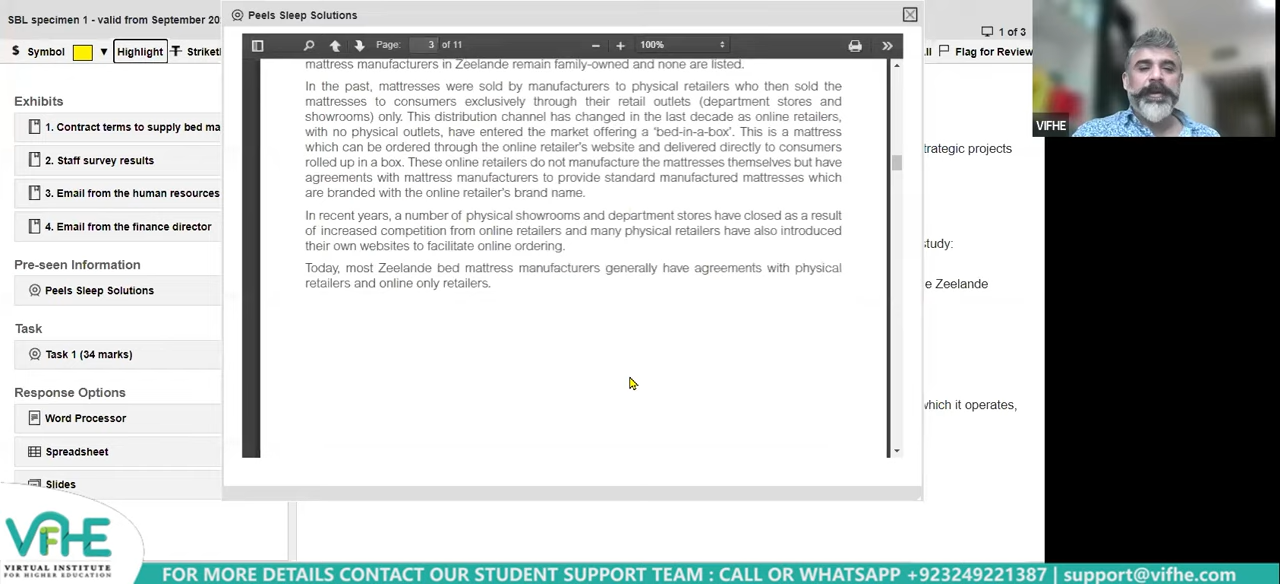 SBL specimen 1 - valid from September 20
Peels Sleep Solutions
1 of 3
Symbol
Highlight
Page: 3 of 11
100%
Flag for Review
VIFHE
Exhibits
1. Contract terms to supply bed ma
2. Staff survey results
3. Email from the human resources
4. Email from the finance director
Pre-seen Information
Peels Sleep Solutions
Task
Task 1 (34 marks)
Response Options
Word Processor
Spreadsheet
Slides
mattress manufacturers in Zeelande remain family-owned and none are listed.
In the past, mattresses were sold by manufacturers to physical retailers who then sold the
mattresses to consumers exclusively through their retail outlets (department stores and
showrooms) only. This distribution channel has changed in the last decade as online retailers,
with no physical outlets, have entered the market offering a ‘bed-in-a-box’. This is a mattress
which can be ordered through the online retailer’s website and delivered directly to consumers
rolled up in a box. These online retailers do not manufacture the mattresses themselves but have
agreements with mattress manufacturers to provide standard manufactured mattresses which
are branded with the online retailer’s brand name.
In recent years, a number of physical showrooms and department stores have closed as a result
of increased competition from online retailers and many physical retailers have also introduced
their own websites to facilitate online ordering.
Today, most Zeelande bed mattress manufacturers generally have agreements with physical
retailers and online only retailers.
trategic projects
study:
e Zeelande
which it operates,
VFHE
VIRTUAL INSTITUTE
FOR HIGHER EDUCATION
FOR MORE DETAILS CONTACT OUR STUDENT SUPPORT TEAM : CALL OR WHATSAPP +923249221387 | support@vifhe.com